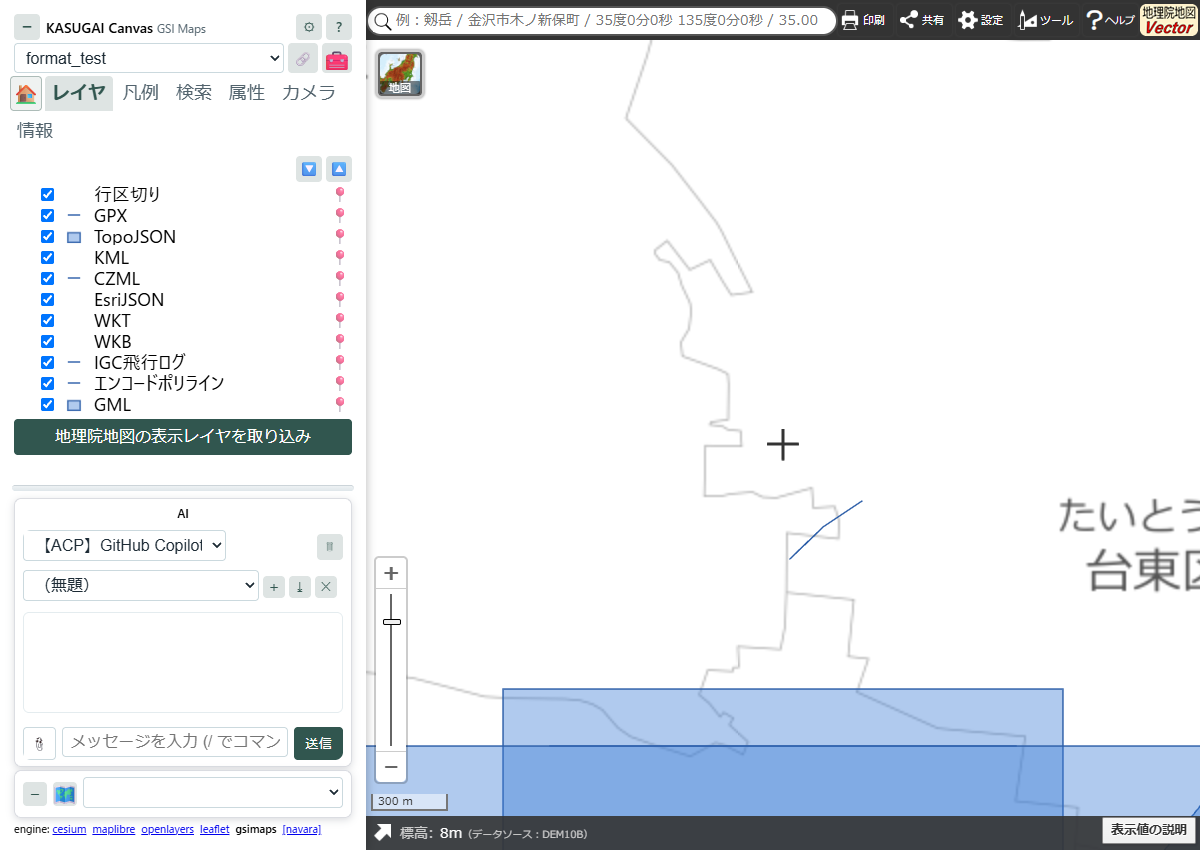 KASUGAI Canvas GSI Maps
?
format_test
レイヤ 凡例 検索 属性 カメラ
情報
行区切り
GPX
TopoJSON
KML
CZML
EsriJSON
WKT
WKB
IGC飛行ログ
エンコードポリライン
GML
地理院地図の表示レイヤを取り込み
AI
【ACP】GitHub Copilot
（無題）
メッセージを入力 (/ でコマン
送信
engine: cesium maplibre openlayers leaflet gsimaps [navara]
例：剱岳 / 金沢市木ノ新保町 / 35度0分0秒 135度0分0秒 / 35.00
印刷 共有 設定 ツール ヘルプ
地理院地図
Vector
地図
たいとう
台東区
300 m
標高: 8m (データソース：DEM10B)
表示値の説明